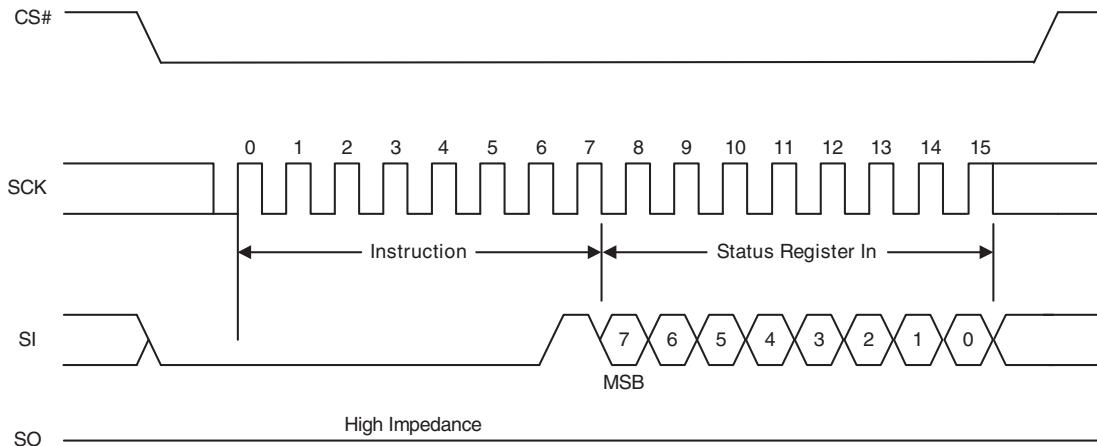 CS#
0 1 2 3 4 5 6 7 8 9 10 11 12 13 14 15
SCK
Instruction Status Register In
SI
7 6 5 4 3 2 1 0
MSB
High Impedance
SO